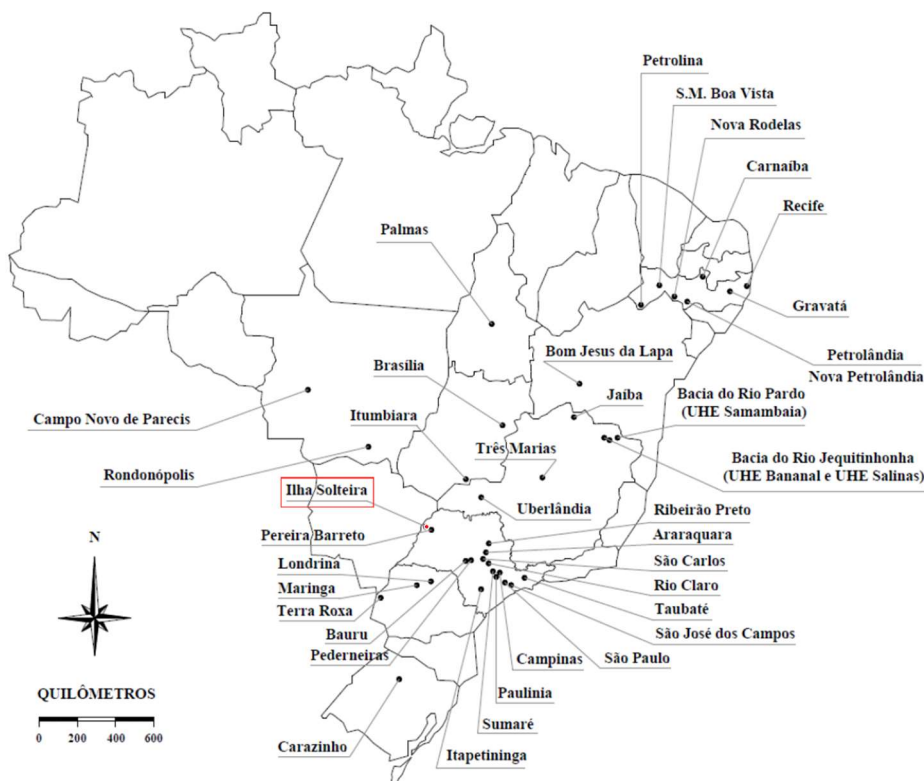 Petrolina
S.M. Boa Vista
Nova Rodelas
Carnaíba
Recife
Palmas
Gravatá
Petrolândia
Nova Petrolândia
Bom Jesus da Lapa
Brasília
Jaíba
Bacia do Rio Pardo
(UHE Samambaia)
Campo Novo de Parecis
Itumbiara
Três Marias
Bacia do Rio Jequitinhonha
(UHE Bananal e UHE Salinas)
Rondonópolis
Ilha Solteira
Uberlândia
Ribeirão Preto
Pereira Barreto
Araraquara
N
Londrina
São Carlos
Maringa
Rio Claro
Terra Roxa
Taubaté
Bauru
São José dos Campos
Pederneiras
Campinas
São Paulo
QUILÔMETROS
Paulinia
0 200 400 600
Sumaré
Carazinho
Itapetininga